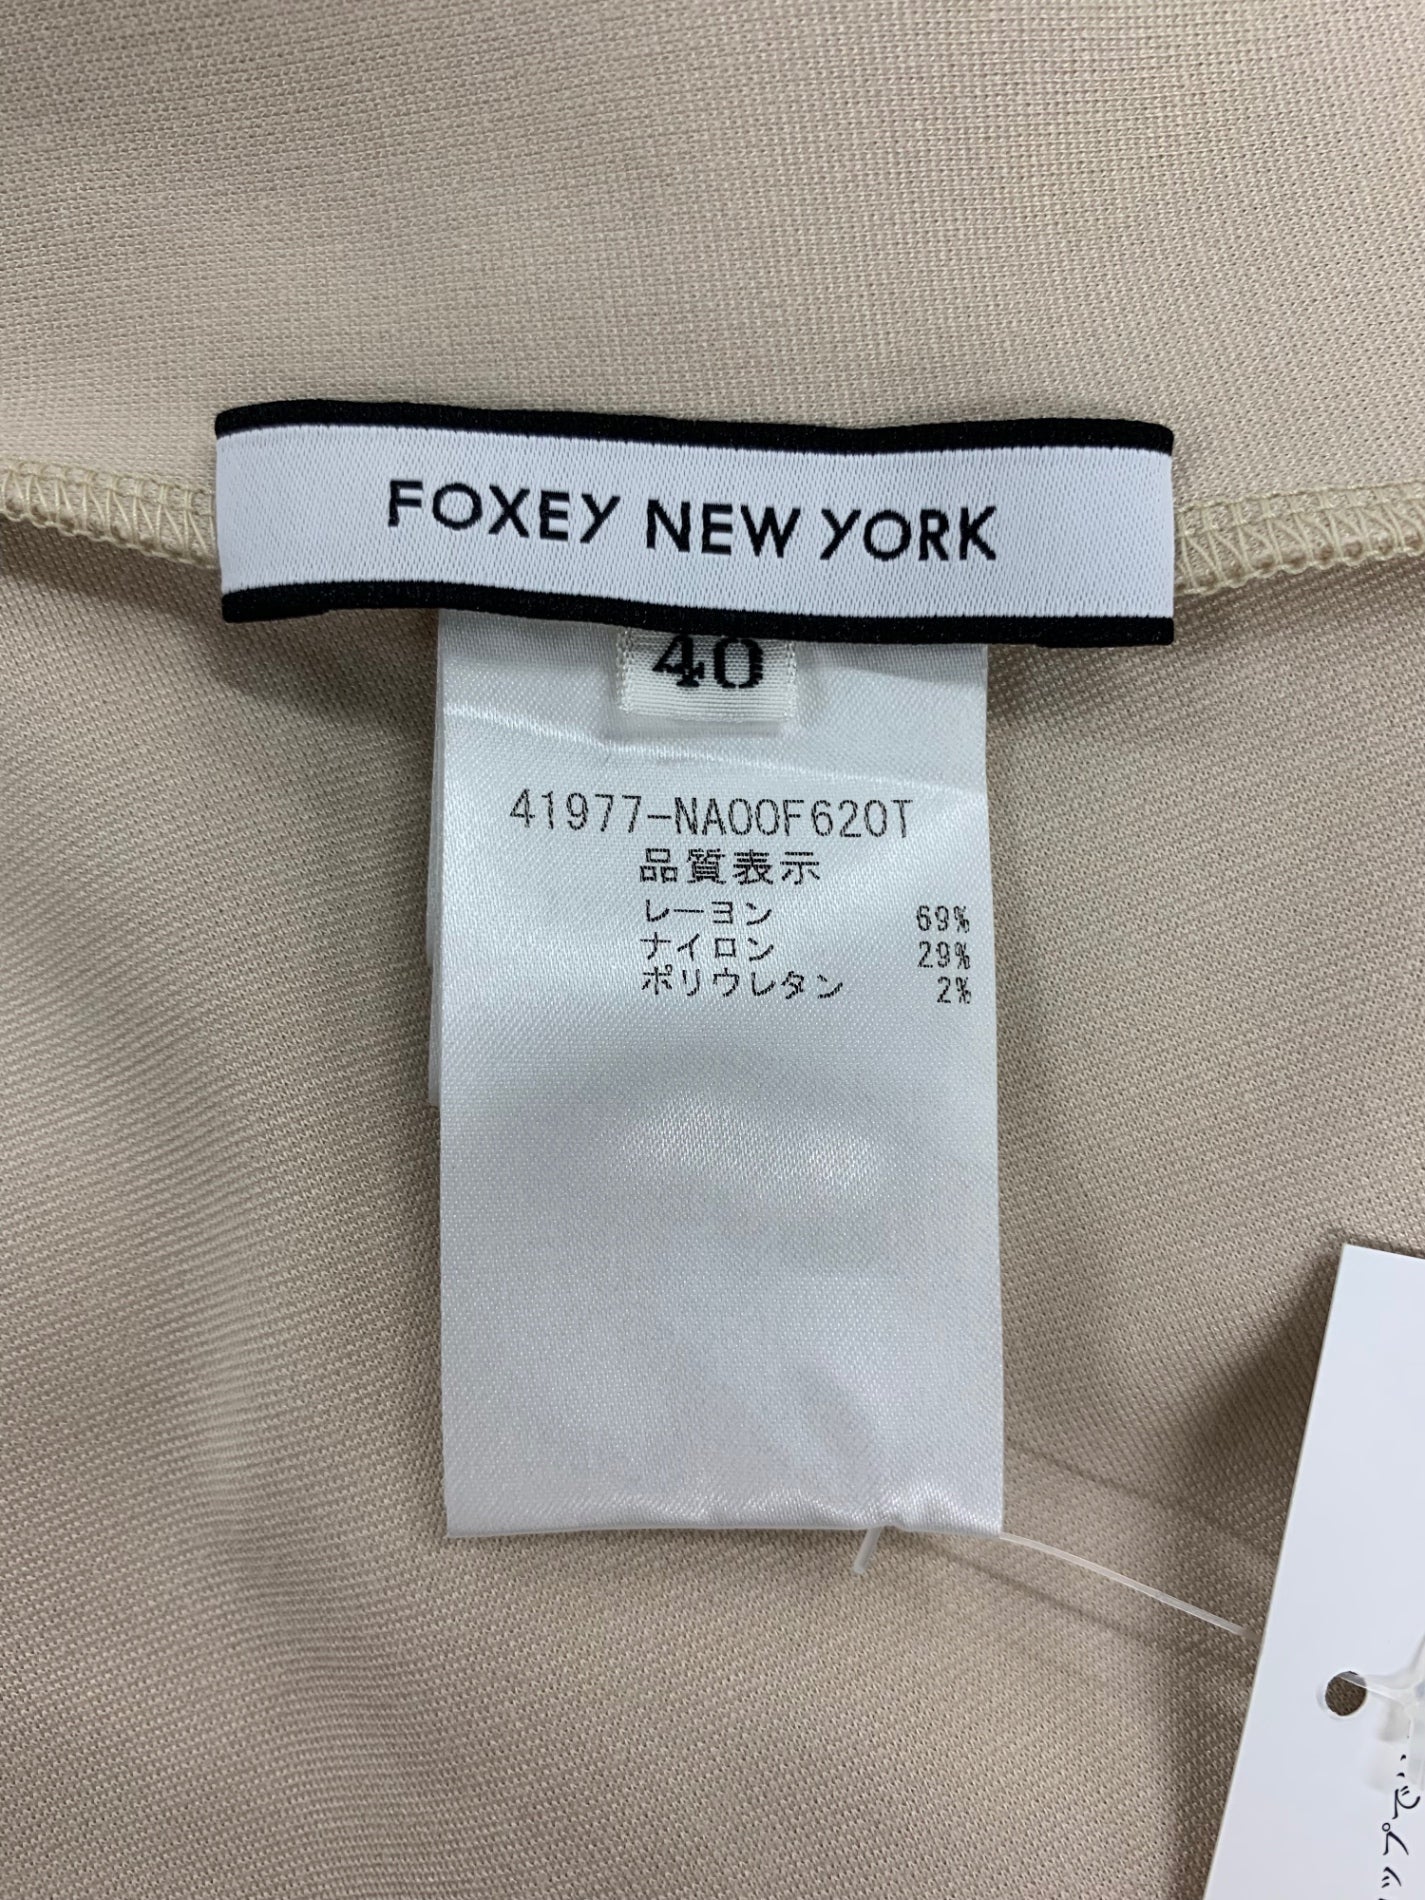 FOXEY NEW YORK
40
41977-NA00F620T
品質表示
レーヨン 69%
ナイロン 29%
ポリウレタン 2%